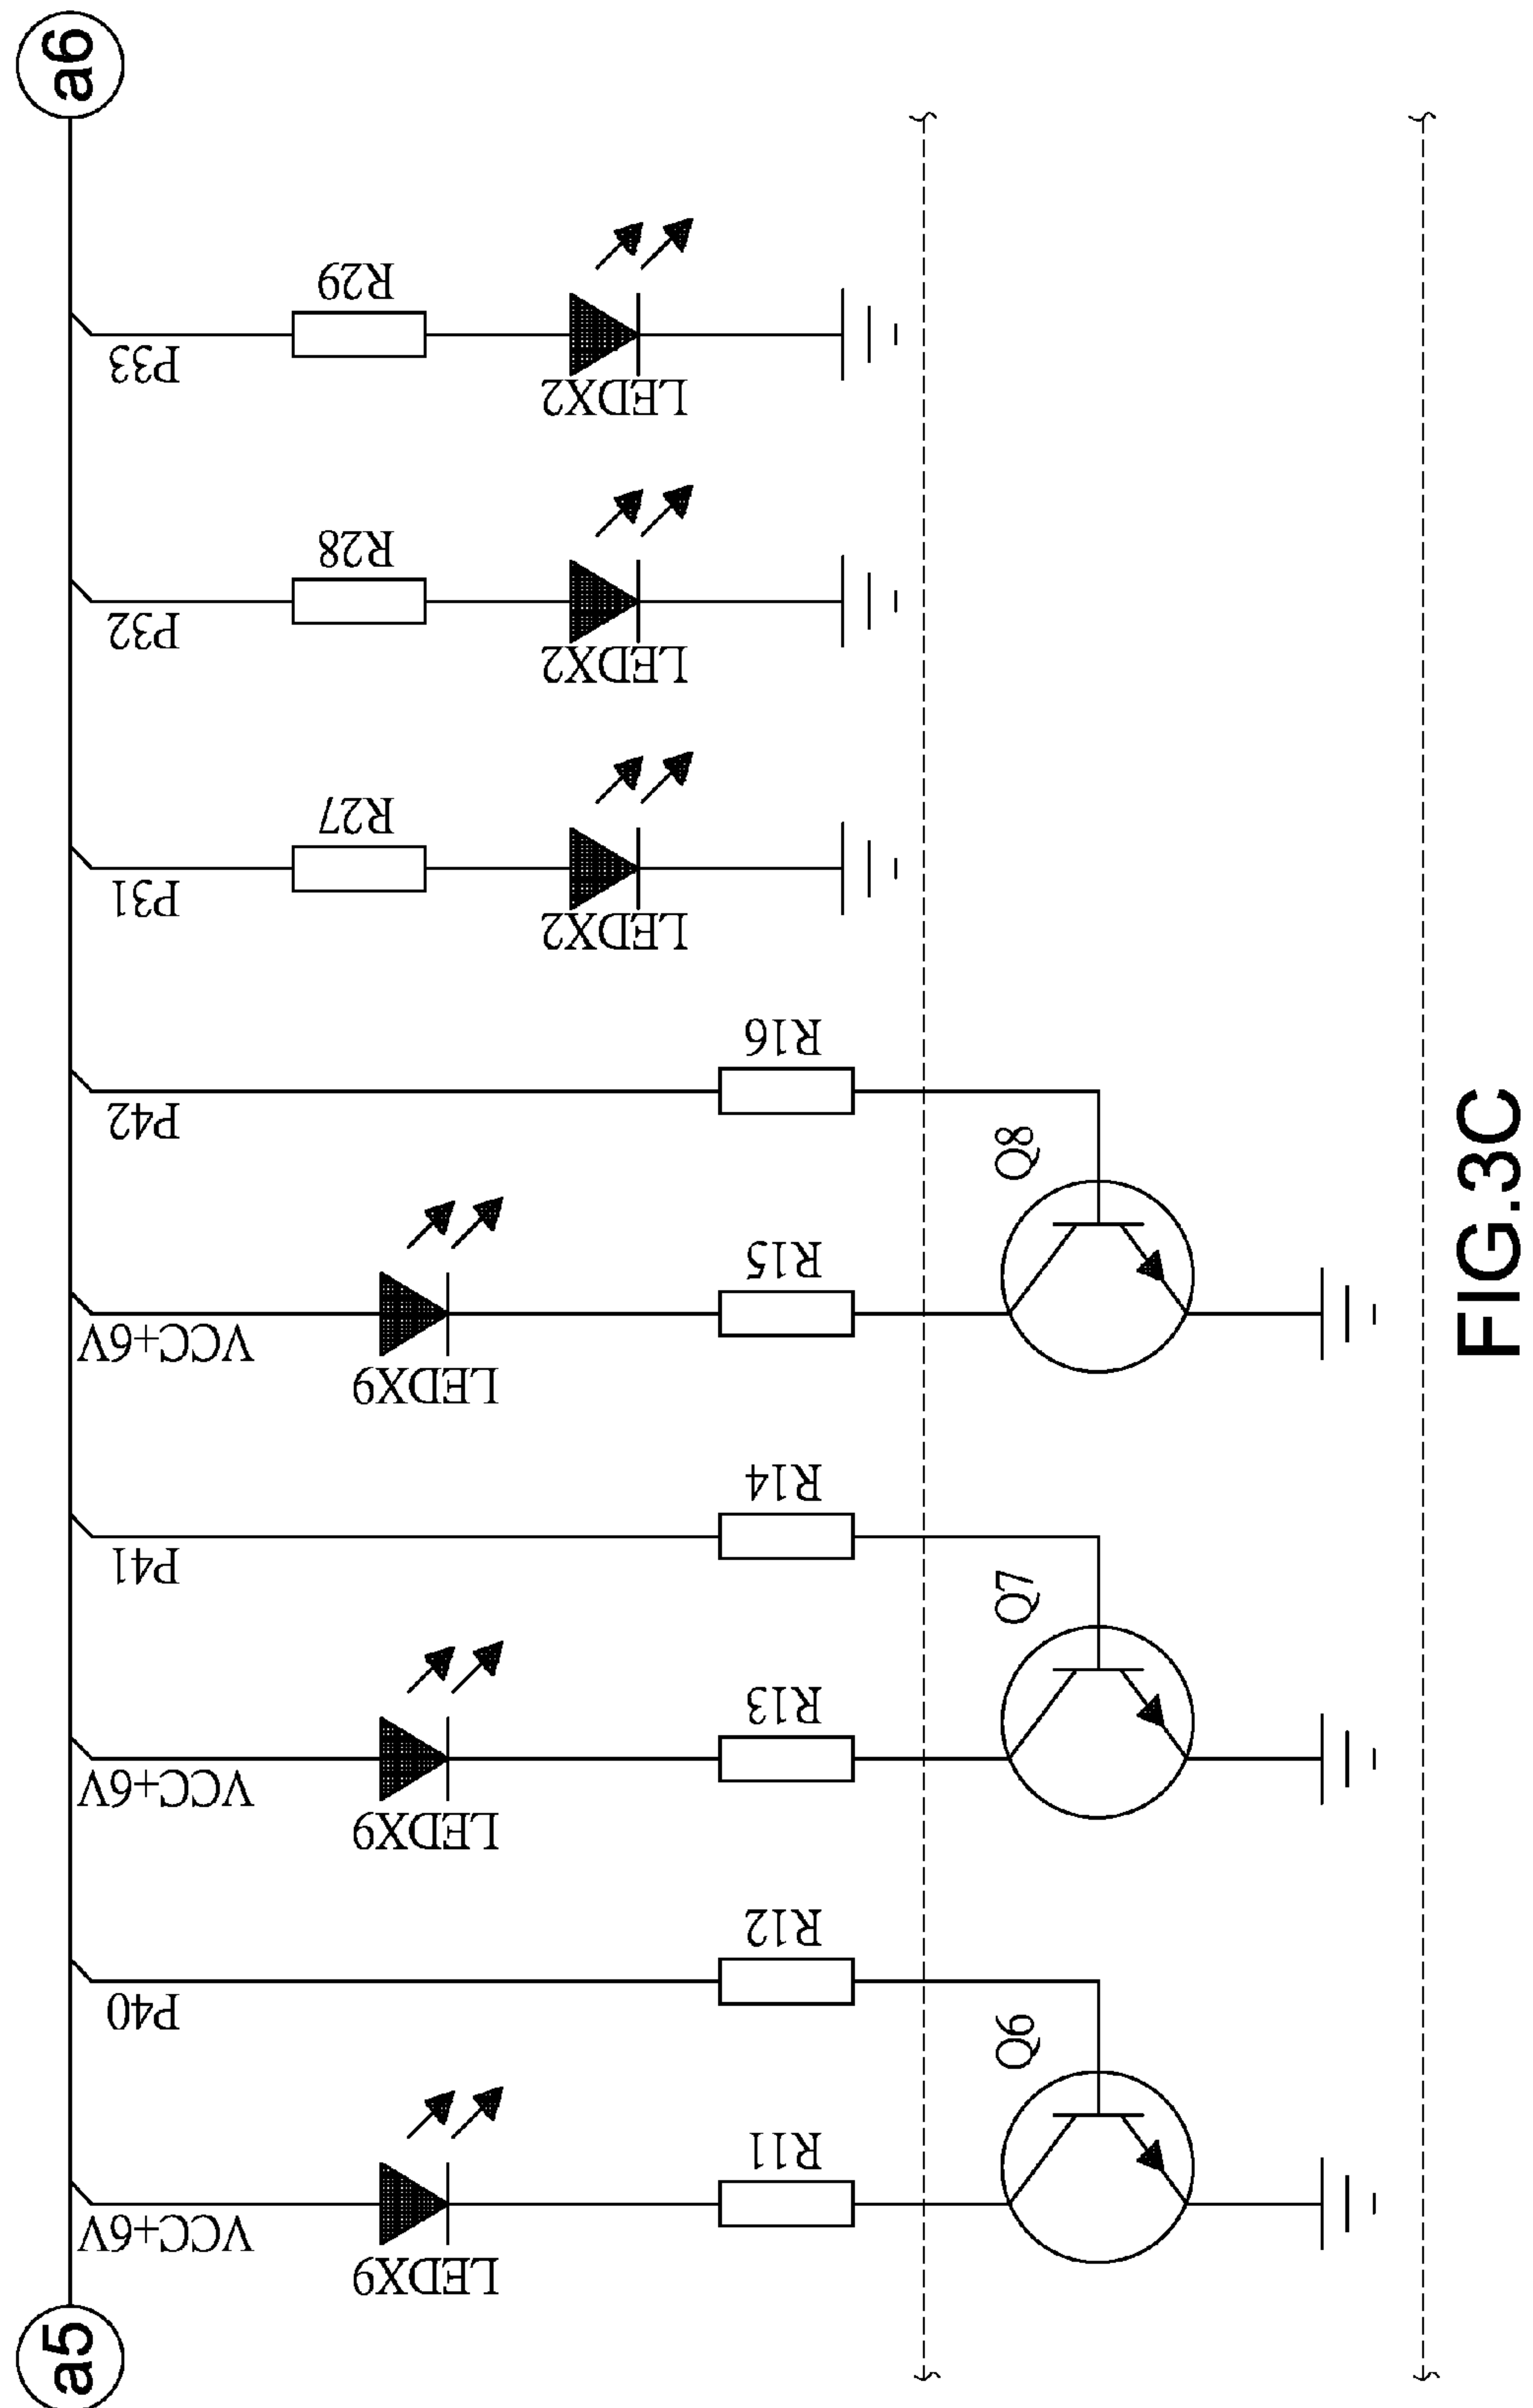 a6
R29
P33
LEDX2
R28
P32
LEDX2
R27
P31
LEDX2
R16
P42
Q8
R15
VCC+6V
LEDX9
R14
P41
Q7
R13
VCC+6V
LEDX9
R12
P40
Q6
R11
VCC+6V
LEDX9
a5
FIG.3C